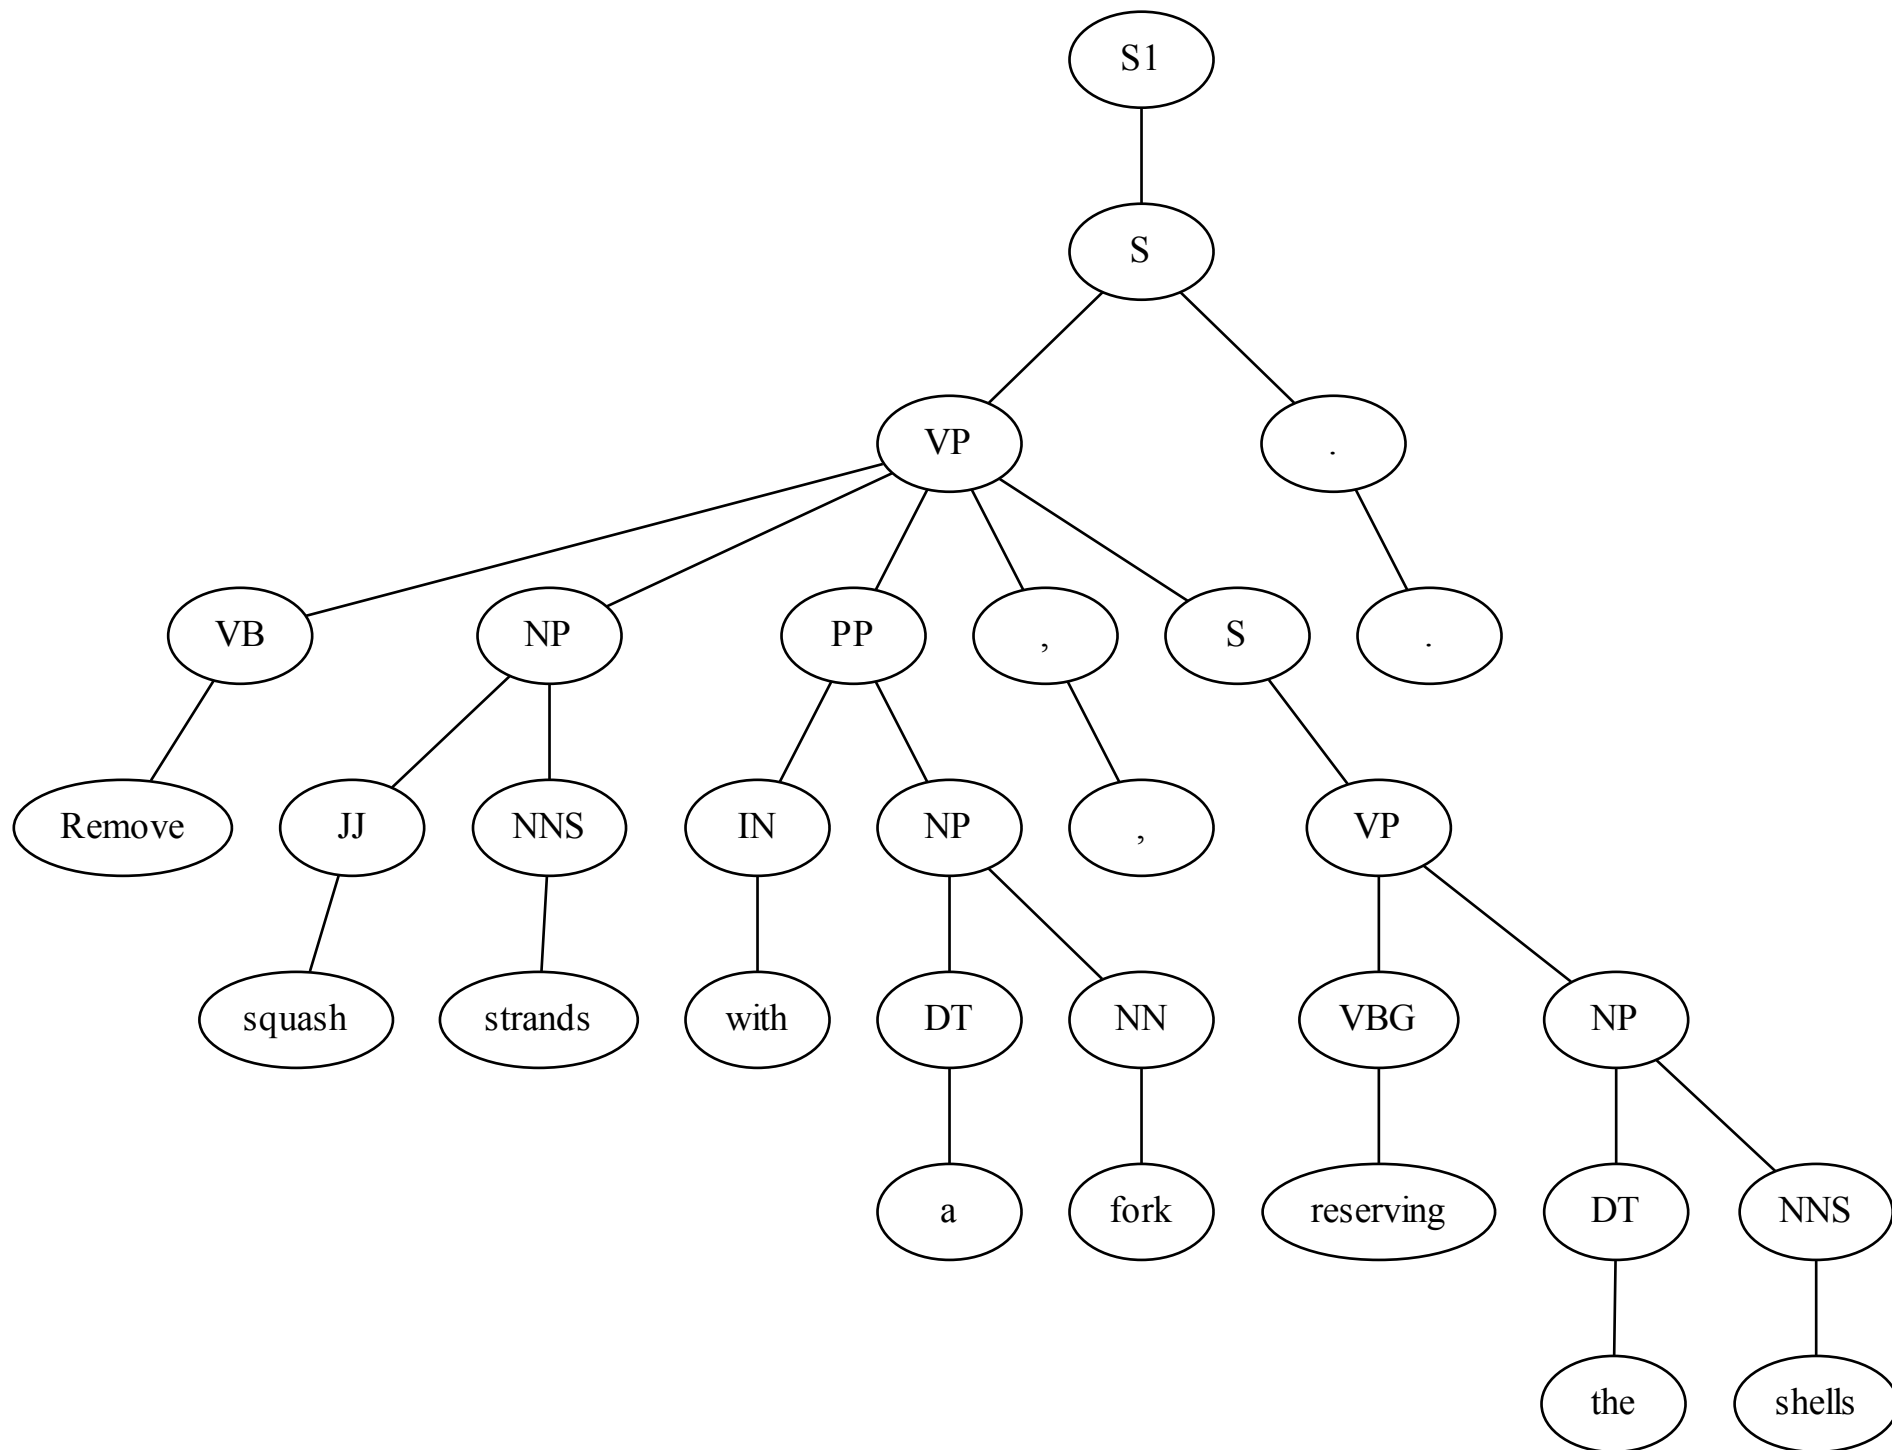 S1
S
VP .
VB NP PP , S .
Remove JJ NNS IN NP , VP
squash strands with DT NN VBG NP
a fork reserving DT NNS
the shells